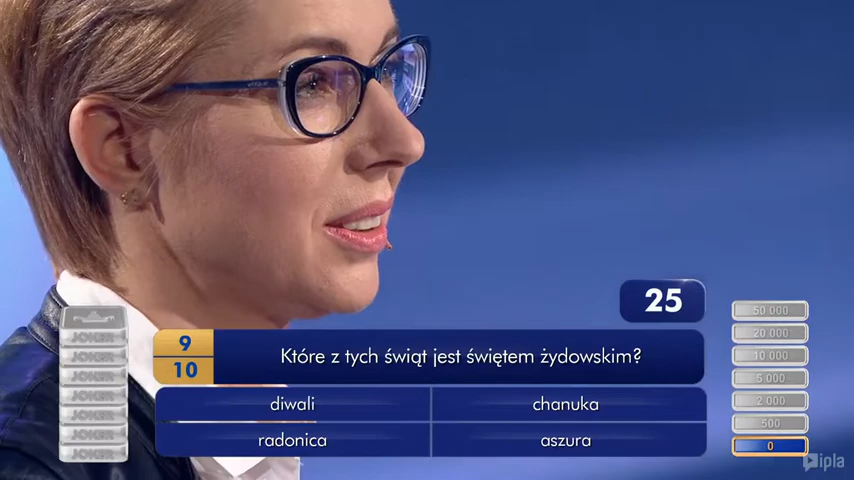 25
9
10
Które z tych świąt jest świętem żydowskim?
diwali
chanuka
radonica
aszura
JOKER
JOKER
JOKER
JOKER
JOKER
JOKER
50 000
20 000
10 000
5 000
2 000
500
0
ipla